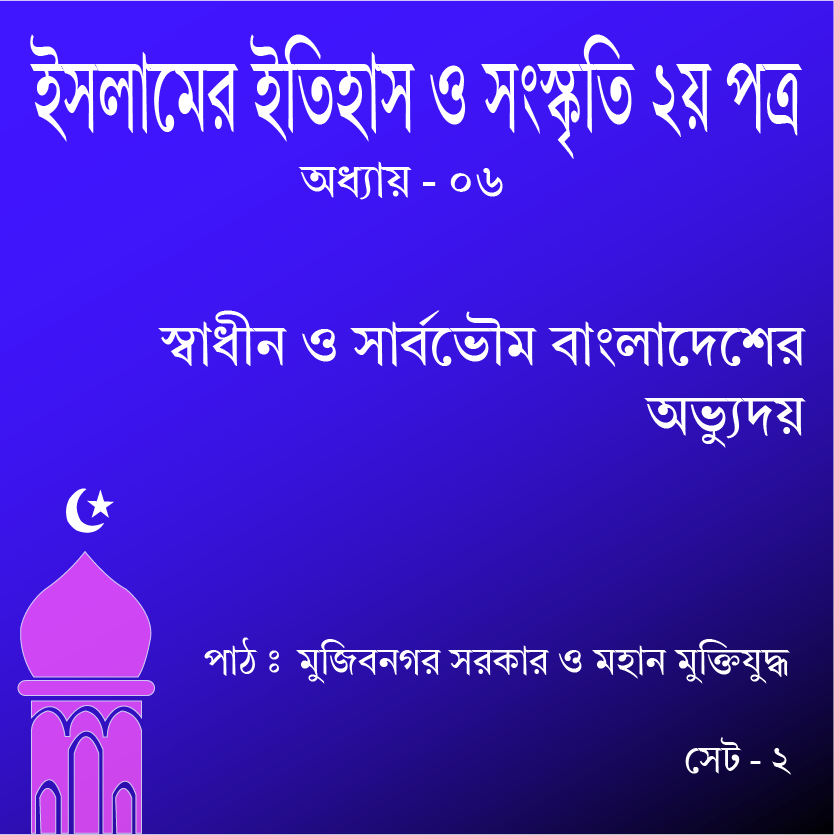 ইসলামের ইতিহাস ও সংস্কৃতি ২য় পত্র
অধ্যায় - ০৬
স্বাধীন ও সার্বভৌম বাংলাদেশের
অভ্যুদয়
পাঠ ঃ মুজিবনগর সরকার ও মহান মুক্তিযুদ্ধ
সেট - ২